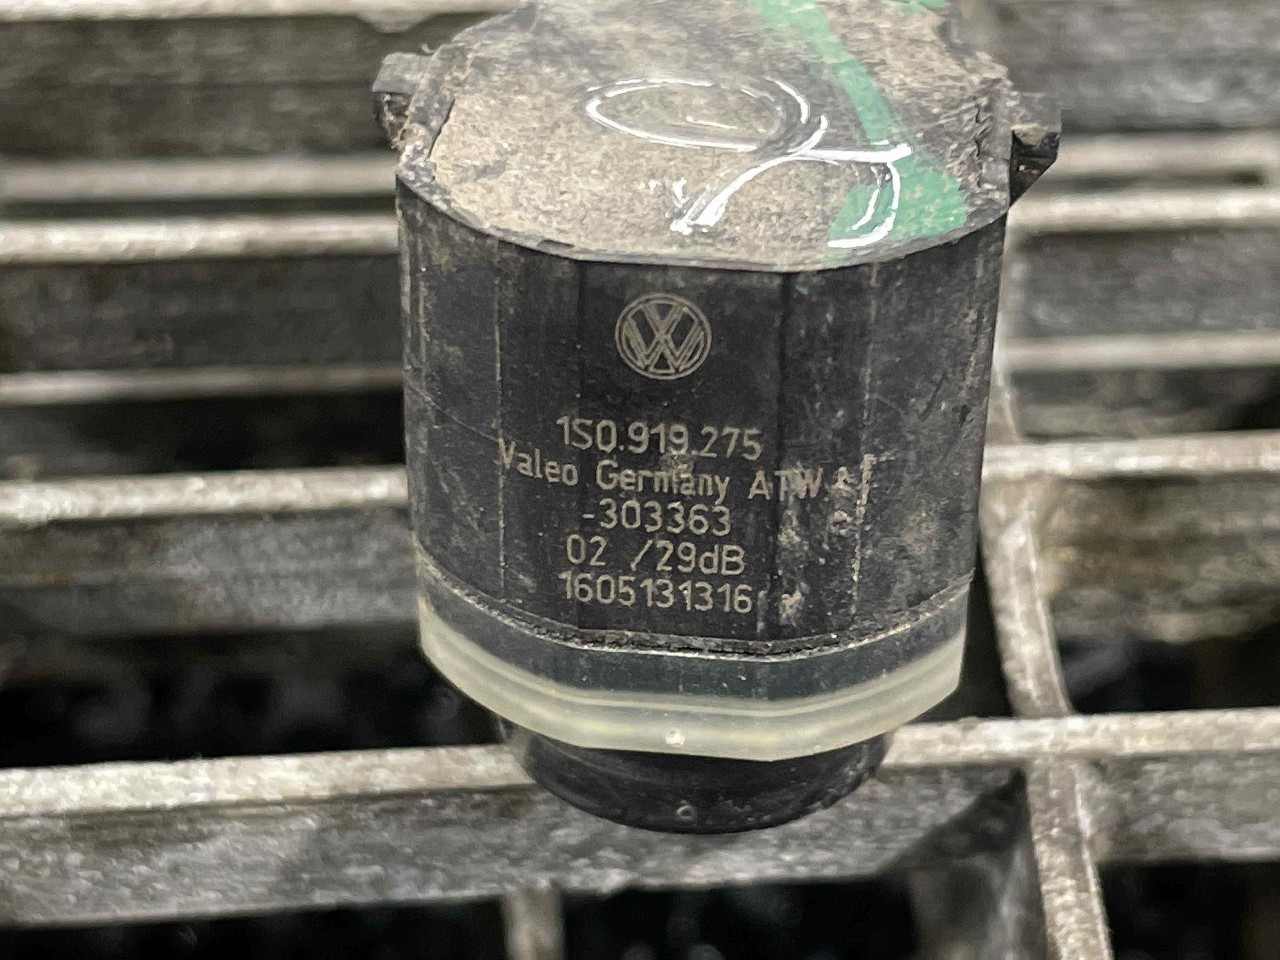 1S0.919.275
Valeo Germany ATW
-303363
02 /29dB
1605131316